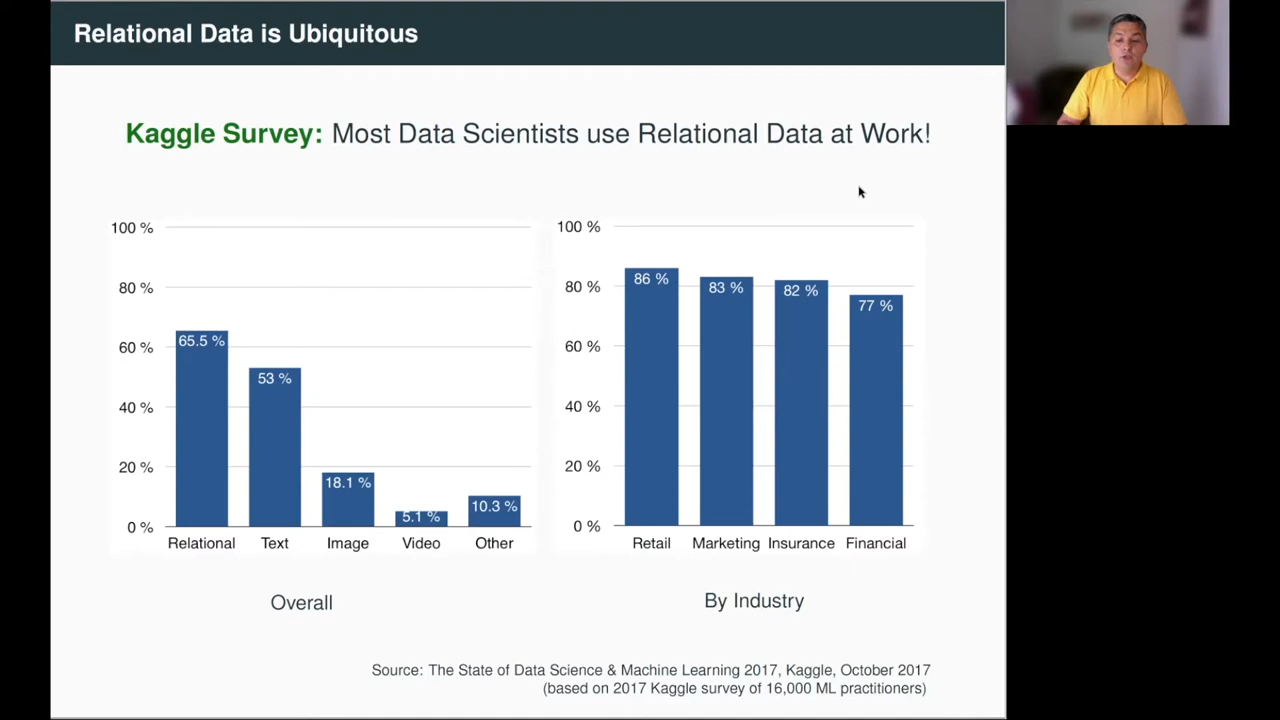 Relational Data is Ubiquitous
Kaggle Survey: Most Data Scientists use Relational Data at Work!
100 %
80 %
60 %
40 %
20 %
0 %
65.5 %
53 %
18.1 %
5.1 %
10.3 %
Relational Text Image Video Other
Overall
100 %
80 %
60 %
40 %
20 %
0 %
86 %
83 %
82 %
77 %
Retail Marketing Insurance Financial
By Industry
Source: The State of Data Science & Machine Learning 2017, Kaggle, October 2017
(based on 2017 Kaggle survey of 16,000 ML practitioners)